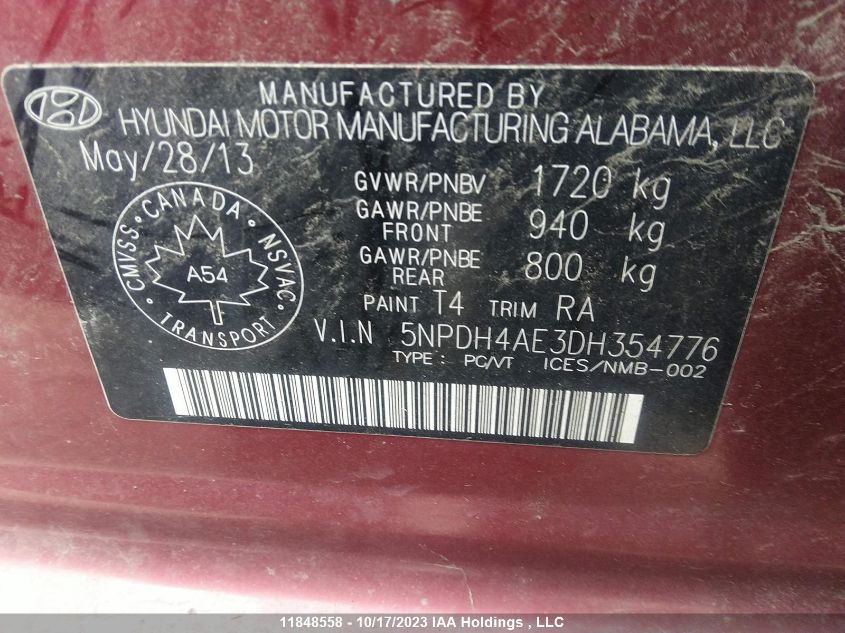 MANUFACTURED BY
HYUNDAI MOTOR MANUFACTURING ALABAMA, LLC
May/28/13
GVWR/PNBV 1720 kg
GAWR/PNBE FRONT 940 kg
GAWR/PNBE REAR 800 kg
PAINT T4 TRIM RA
V.I.N 5NPDH4AE3DH354776
TYPE : PC/VT ICES/NMB-002
CMVSS · CANADA · NSVAC · TRANSPORT
A54
11848558 - 10/17/2023 IAA Holdings , LLC